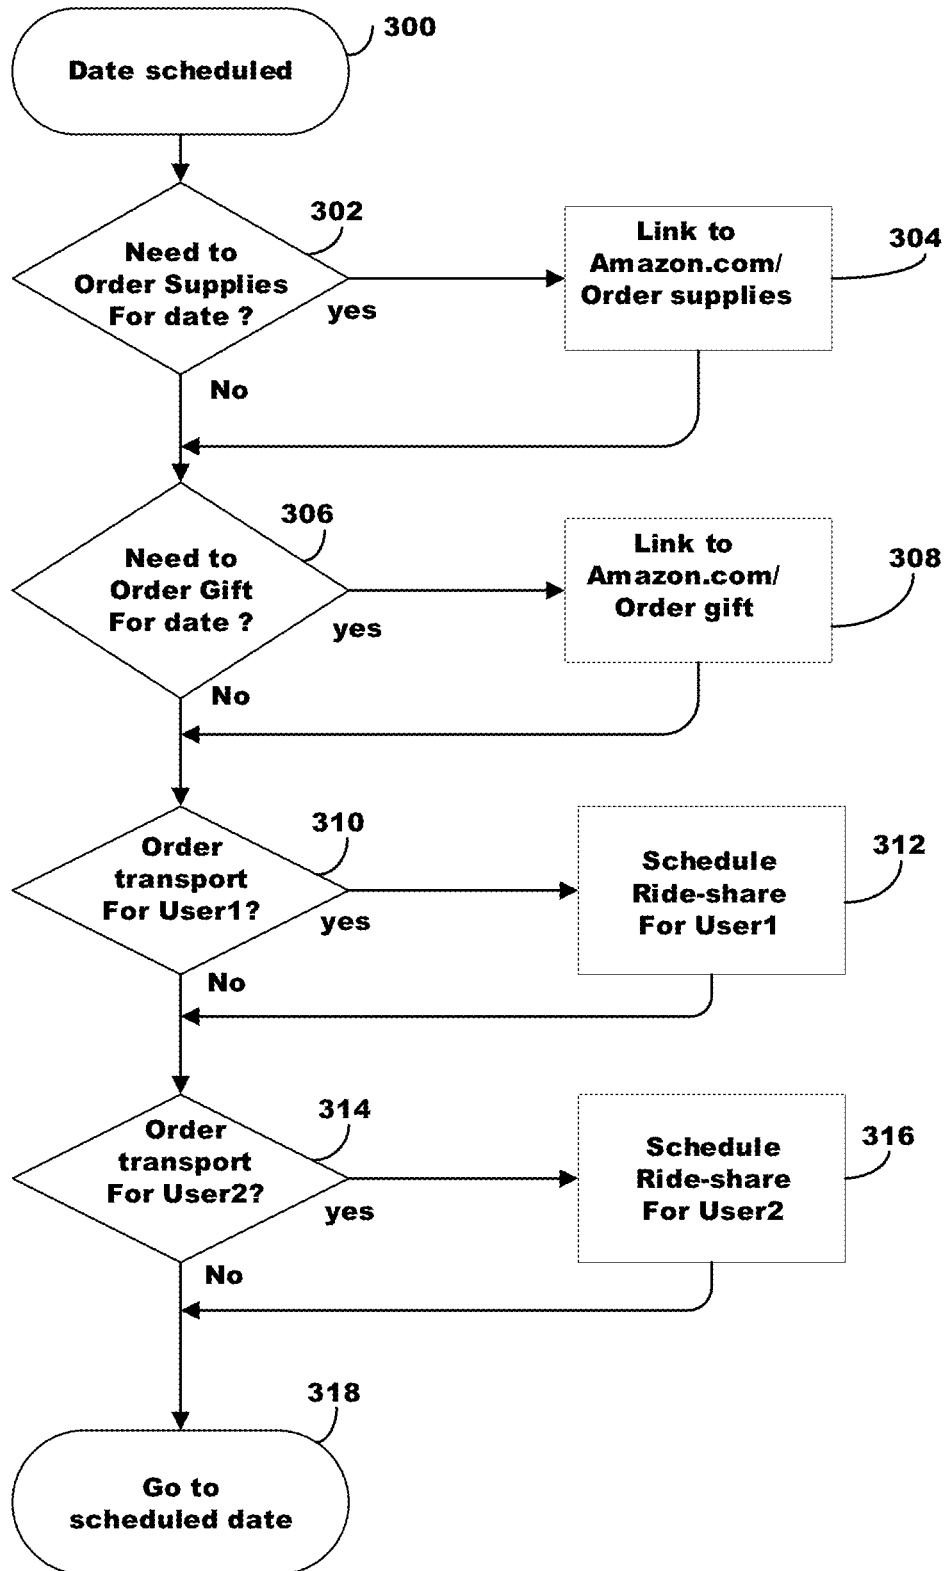 300
Date scheduled
302
Need to
Order Supplies
For date ?
yes
No
Link to
Amazon.com/
Order supplies
304
306
Need to
Order Gift
For date ?
yes
No
Link to
Amazon.com/
Order gift
308
310
Order
transport
For User1?
yes
No
Schedule
Ride-share
For User1
312
314
Order
transport
For User2?
yes
No
Schedule
Ride-share
For User2
316
318
Go to
scheduled date